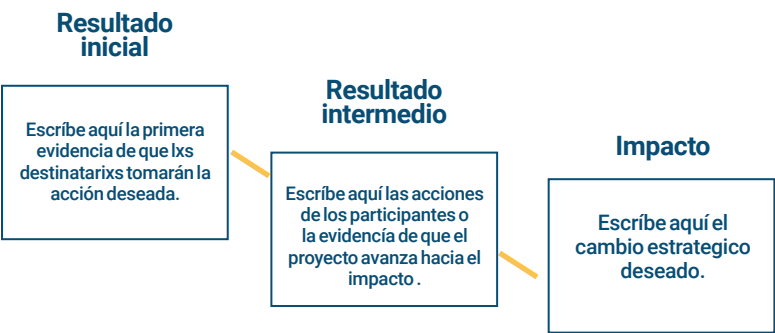 Resultado
inicial
Escríbe aquí la primera
evidencia de que lxs
destinatarixs tomarán la
acción deseada.
Resultado
intermedio
Escríbe aquí las acciones
de los participantes o
la evidencía de que el
proyecto avanza hacia el
impacto .
Impacto
Escríbe aquí el
cambio estrategico
deseado.